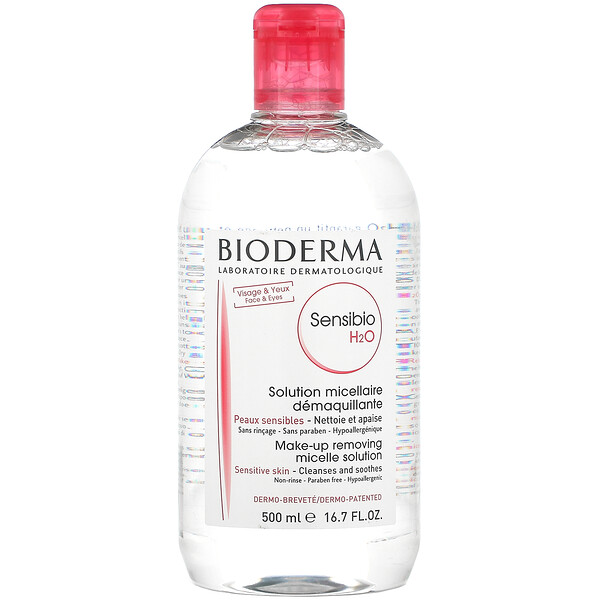 BIODERMA
LABORATOIRE DERMATOLOGIQUE
Visage & Yeux
Face & Eyes
Sensibio
H2O
Solution micellaire
démaquillante
Peaux sensibles - Nettoie et apaise
Sans rinçage - Sans paraben - Hypoallergénique
Make-up removing
micelle solution
Sensitive skin - Cleanses and soothes
Non-rinse - Paraben free - Hypoallergenic
DERMO-BREVETÉ/DERMO-PATENTED
500 ml ℮ 16.7 FL.OZ.